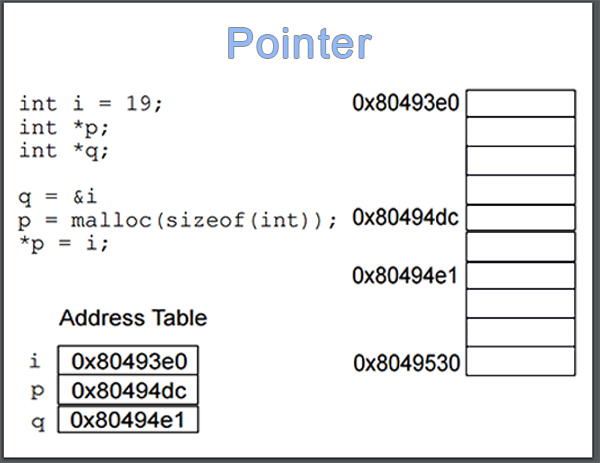 Pointer
int i = 19;
int *p;
int *q;
q = &i
p = malloc(sizeof(int));
*p = i;
0x80493e0
0x80494dc
0x80494e1
0x8049530
Address Table
i 0x80493e0
p 0x80494dc
q 0x80494e1